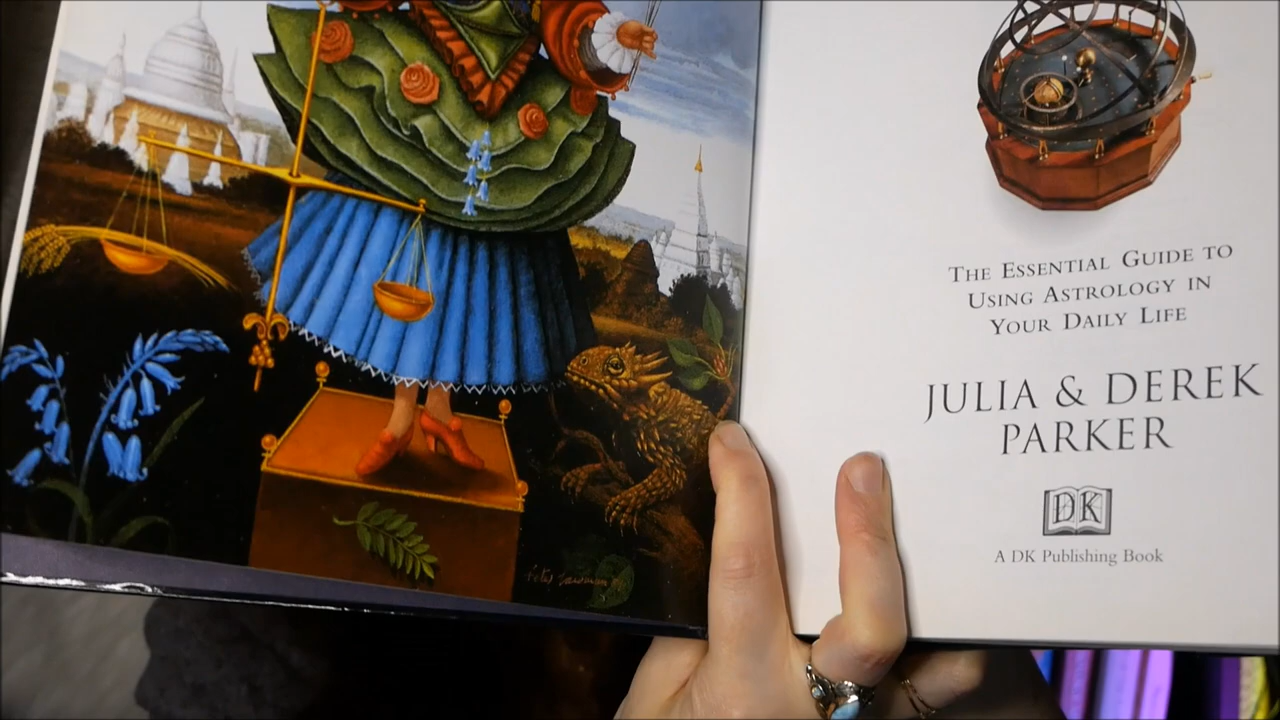 THE ESSENTIAL GUIDE TO
USING ASTROLOGY IN
YOUR DAILY LIFE
JULIA & DEREK
PARKER
DK
A DK Publishing Book